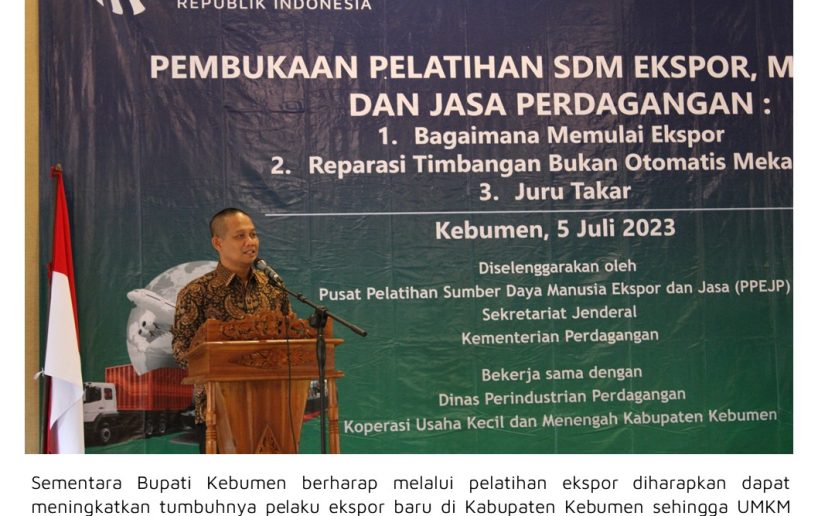 REPUBLIK INDONESIA
PEMBUKAAN PELATIHAN SDM EKSPOR, M
DAN JASA PERDAGANGAN :
1. Bagaimana Memulai Ekspor
2. Reparasi Timbangan Bukan Otomatis Meka
3. Juru Takar
Kebumen, 5 Juli 2023
Diselenggarakan oleh
Pusat Pelatihan Sumber Daya Manusia Ekspor dan Jasa (PPEJP)
Sekretariat Jenderal
Kementerian Perdagangan
Bekerja sama dengan
Dinas Perindustrian Perdagangan
Koperasi Usaha Kecil dan Menengah Kabupaten Kebumen
Sementara Bupati Kebumen berharap melalui pelatihan ekspor diharapkan dapat
meningkatkan tumbuhnya pelaku ekspor baru di Kabupaten Kebumen sehingga UMKM